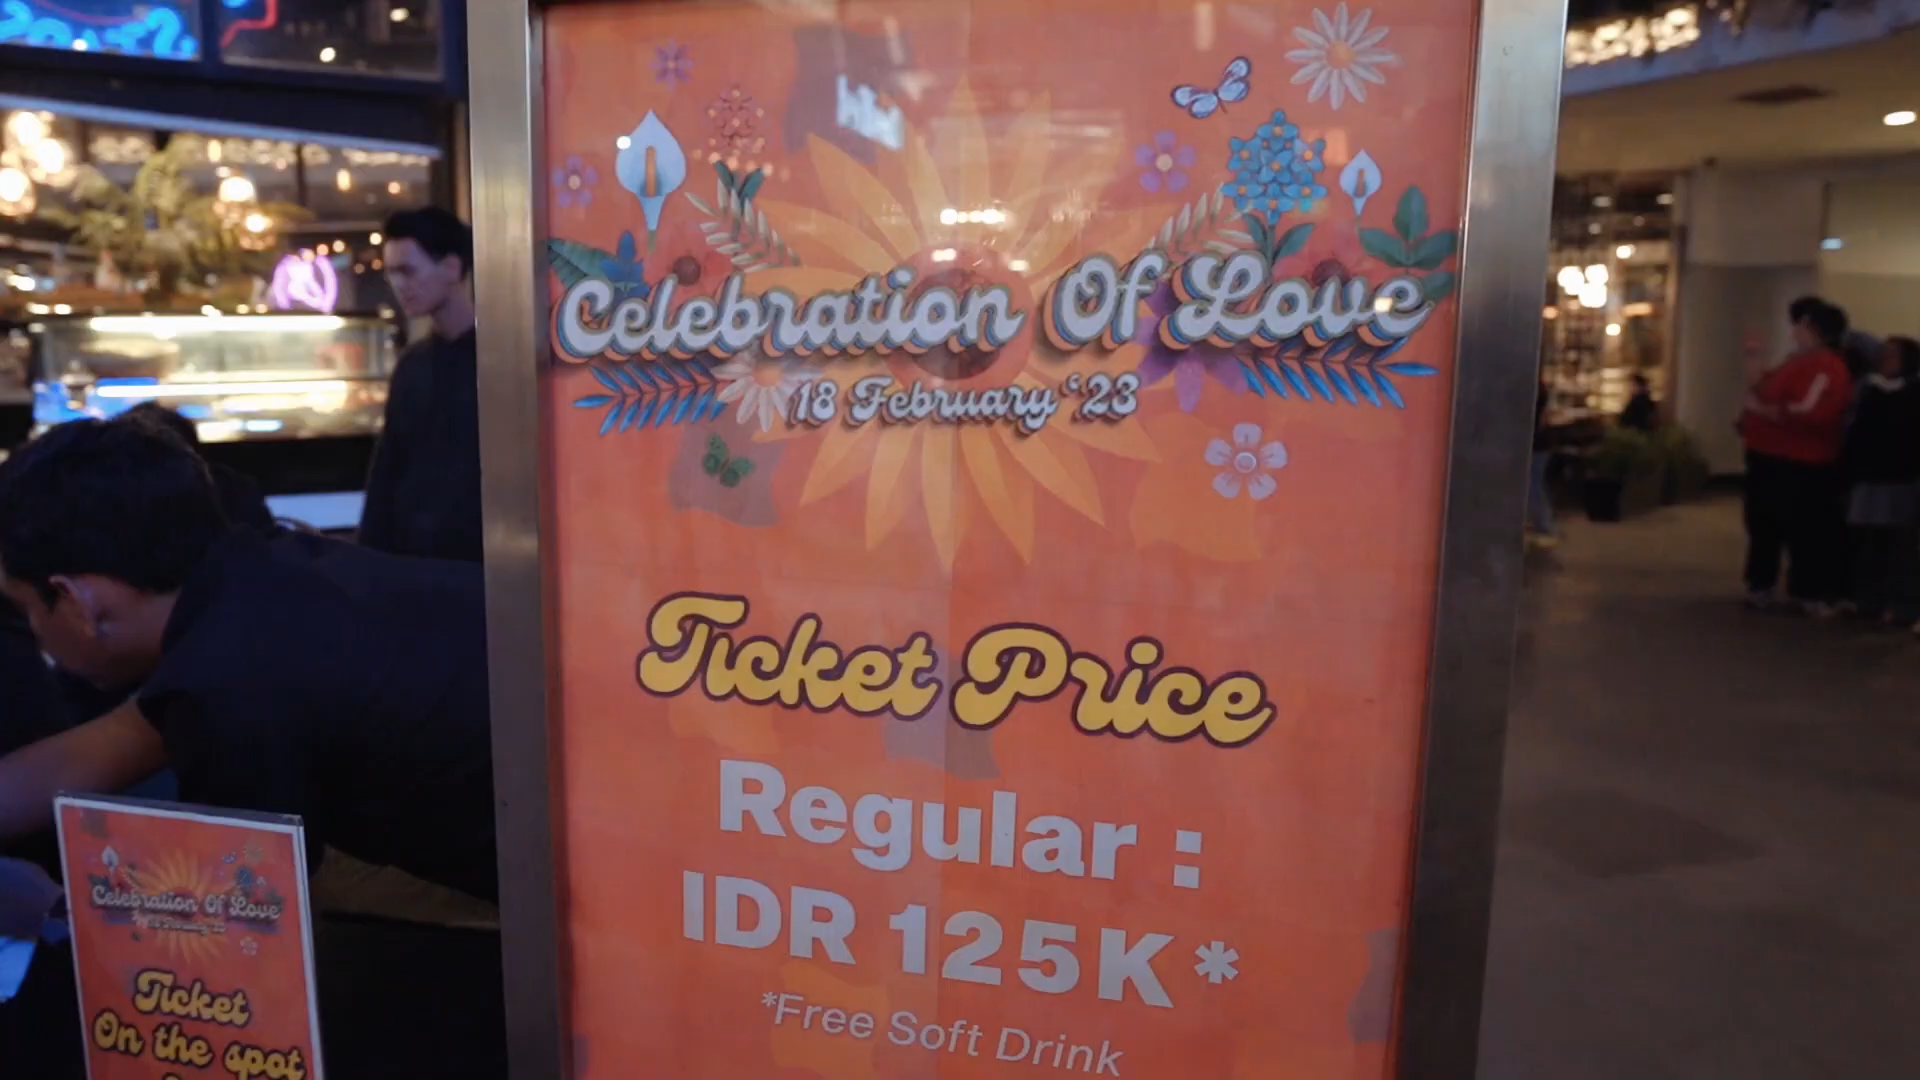 Celebration Of Love
18 February '23
Ticket Price
Regular :
IDR 125K*
*Free Soft Drink
Celebration Of Love
Ticket
On the spot